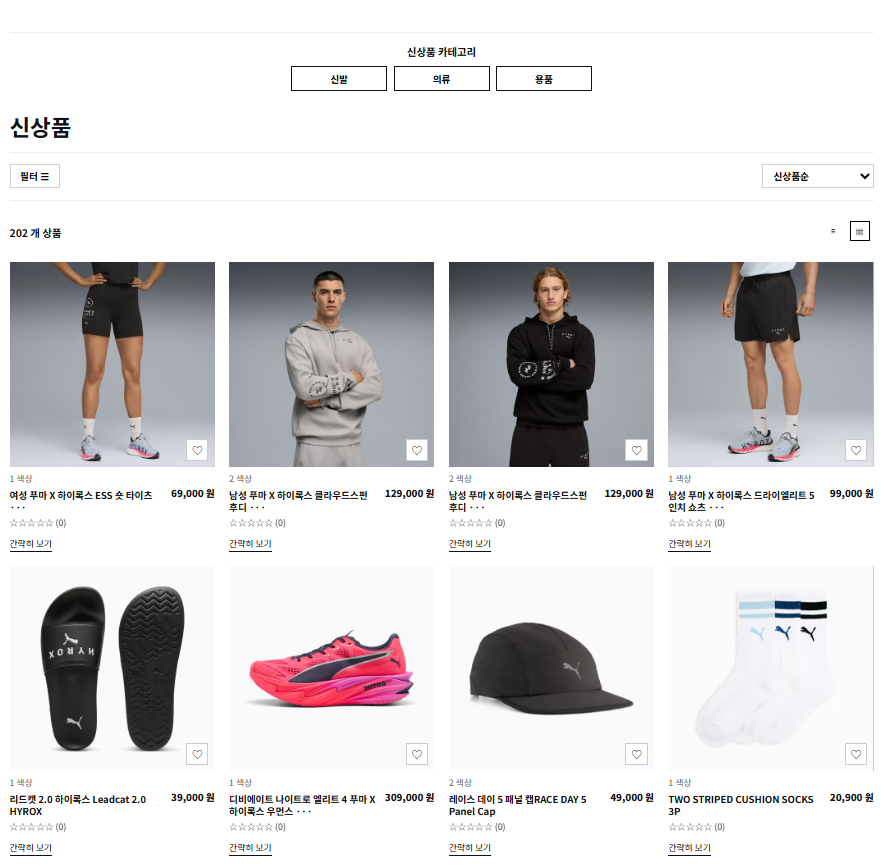 신상품 카테고리
신발
의류
용품
신상품
필터 ☰
신상품순
202 개 상품
1 색상
여성 푸마 X 하이록스 ESS 숏 타이츠 ···
69,000 원
☆☆☆☆☆ (0)
간략히 보기
2 색상
남성 푸마 X 하이록스 클라우드스펀
후디 ···
129,000 원
☆☆☆☆☆ (0)
간략히 보기
2 색상
남성 푸마 X 하이록스 클라우드스펀
후디 ···
129,000 원
☆☆☆☆☆ (0)
간략히 보기
1 색상
남성 푸마 X 하이록스 드라이엘리트 5
인치 쇼츠 ···
99,000 원
☆☆☆☆☆ (0)
간략히 보기
HYROX
1 색상
리드캣 2.0 하이록스 Leadcat 2.0
HYROX
39,000 원
☆☆☆☆☆ (0)
간략히 보기
NITRO
1 색상
디비에이트 나이트로 엘리트 4 푸마 X
하이록스 우먼스 ···
309,000 원
☆☆☆☆☆ (0)
간략히 보기
2 색상
레이스 데이 5 패널 캡RACE DAY 5
Panel Cap
49,000 원
☆☆☆☆☆ (0)
간략히 보기
1 색상
TWO STRIPED CUSHION SOCKS
3P
20,900 원
☆☆☆☆☆ (0)
간략히 보기